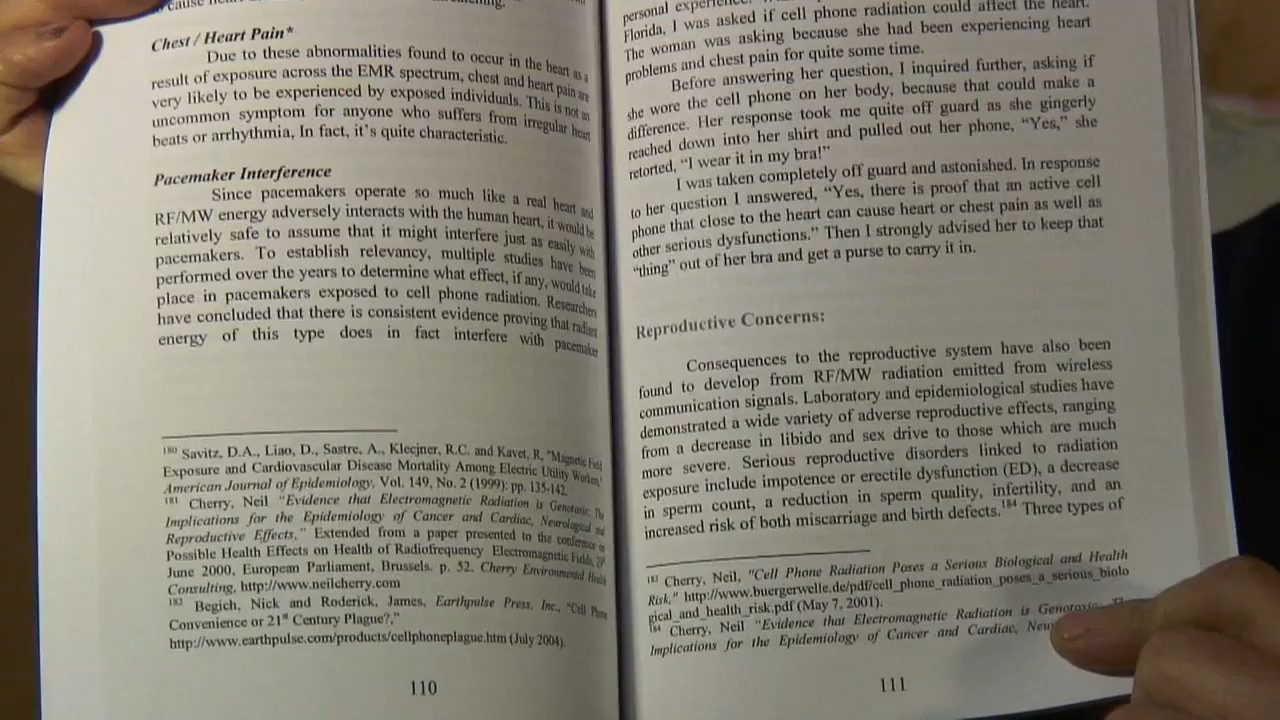 cause heart
Chest / Heart Pain*
Due to these abnormalities found to occur in the heart as a
result of exposure across the EMR spectrum, chest and heart pain are
very likely to be experienced by exposed individuals. This is not an
uncommon symptom for anyone who suffers from irregular heart
beats or arrhythmia, In fact, it's quite characteristic.
Pacemaker Interference
Since pacemakers operate so much like a real heart and
RF/MW energy adversely interacts with the human heart, it would be
relatively safe to assume that it might interfere just as easily with
pacemakers. To establish relevancy, multiple studies have been
performed over the years to determine what effect, if any, would take
place in pacemakers exposed to cell phone radiation. Researchers
have concluded that there is consistent evidence proving that radiant
energy of this type does in fact interfere with pacemaker
180 Savitz, D.A., Liao, D., Sastre, A., Klecjner, R.C. and Kavet, R, "Magnetic Field
Exposure and Cardiovascular Disease Mortality Among Electric Utility Workers,"
American Journal of Epidemiology, Vol. 149, No. 2 (1999): pp. 135-142.
181 Cherry, Neil "Evidence that Electromagnetic Radiation is Genotoxic: The
Implications for the Epidemiology of Cancer and Cardiac, Neurological and
Reproductive Effects," Extended from a paper presented to the conference on
Possible Health Effects on Health of Radiofrequency Electromagnetic Fields, 29th
June 2000, European Parliament, Brussels. p. 52. Cherry Environmental Health
Consulting, http://www.neilcherry.com
182 Begich, Nick and Roderick, James, Earthpulse Press, Inc., "Cell Phone
Convenience or 21st Century Plague?,"
http://www.earthpulse.com/products/cellphoneplague.htm (July 2004).
110
personal experience.
Florida, I was asked if cell phone radiation could affect the heart.
The woman was asking because she had been experiencing heart
problems and chest pain for quite some time.
Before answering her question, I inquired further, asking if
she wore the cell phone on her body, because that could make a
difference. Her response took me quite off guard as she gingerly
reached down into her shirt and pulled out her phone, "Yes," she
retorted, "I wear it in my bra!"
I was taken completely off guard and astonished. In response
to her question I answered, "Yes, there is proof that an active cell
phone that close to the heart can cause heart or chest pain as well as
other serious dysfunctions." Then I strongly advised her to keep that
"thing" out of her bra and get a purse to carry it in.
Reproductive Concerns:
Consequences to the reproductive system have also been
found to develop from RF/MW radiation emitted from wireless
communication signals. Laboratory and epidemiological studies have
demonstrated a wide variety of adverse reproductive effects, ranging
from a decrease in libido and sex drive to those which are much
more severe. Serious reproductive disorders linked to radiation
exposure include impotence or erectile dysfunction (ED), a decrease
in sperm count, a reduction in sperm quality, infertility, and an
increased risk of both miscarriage and birth defects.184 Three types of
183 Cherry, Neil, "Cell Phone Radiation Poses a Serious Biological and Health
Risk," http://www.buergerwelle.de/pdf/cell_phone_radiation_poses_a_serious_biolo
gical_and_health_risk.pdf (May 7, 2001).
184 Cherry, Neil "Evidence that Electromagnetic Radiation is Genotoxic: The
Implications for the Epidemiology of Cancer and Cardiac,
111